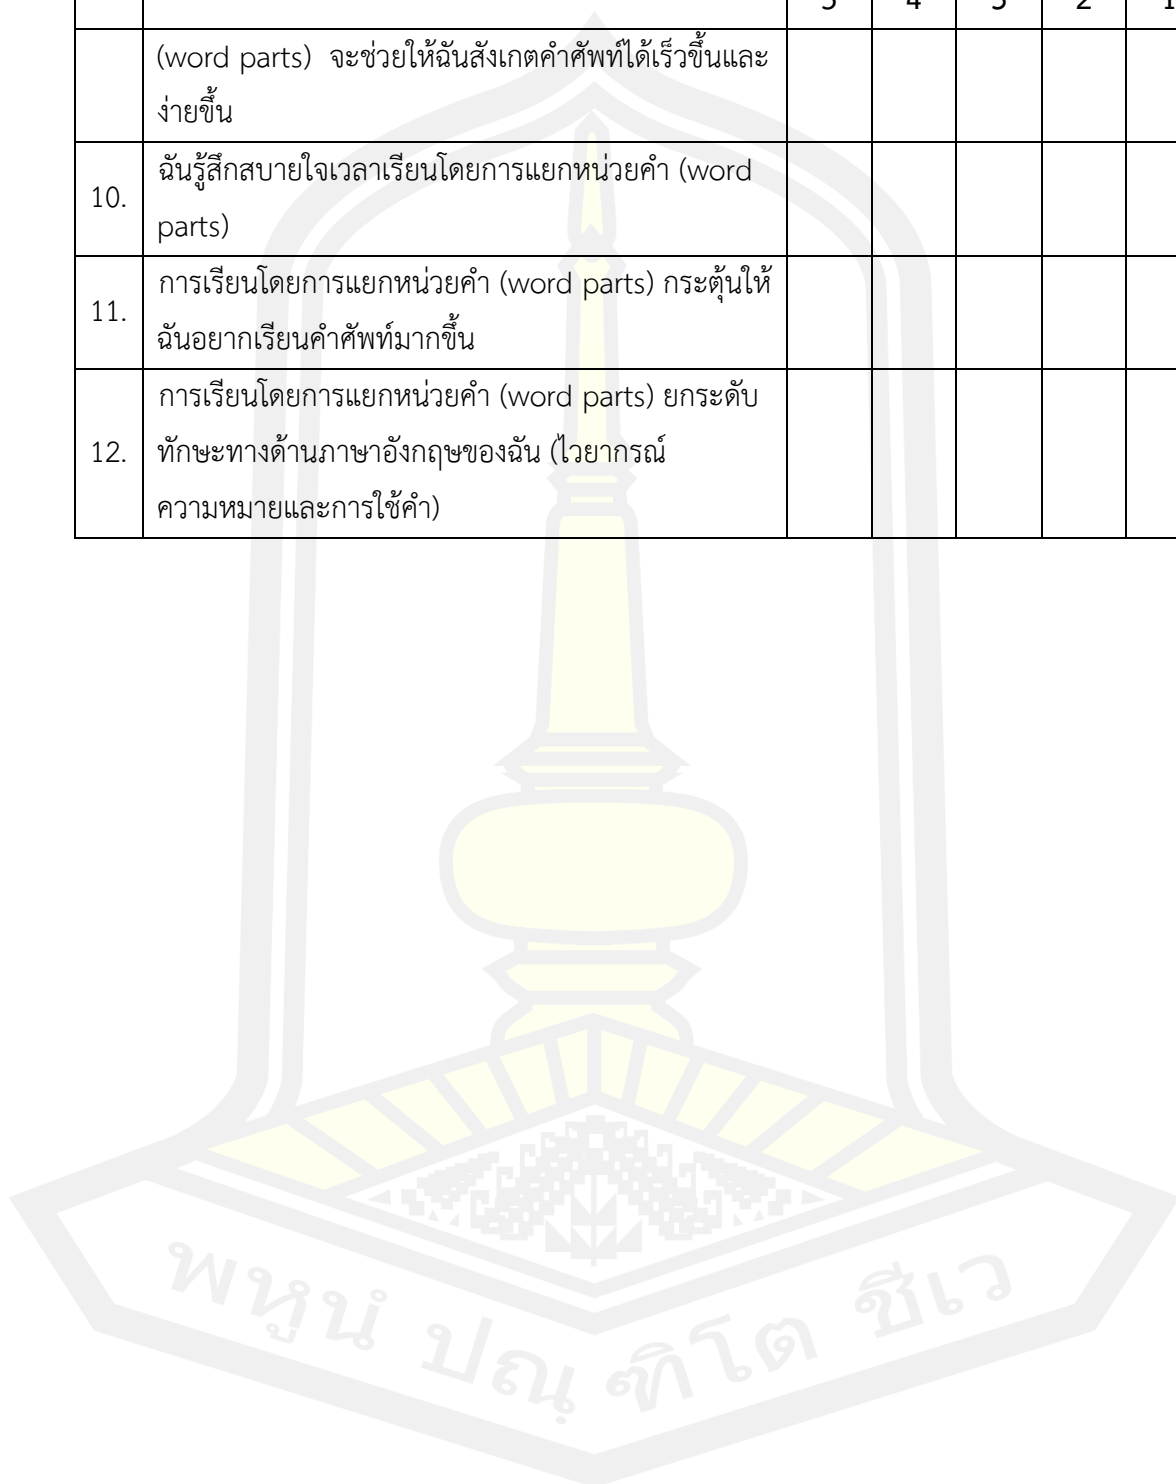 4 2 1
(word parts) จะช่วยให้ฉันสังเกตคำศัพท์ได้เร็วขึ้นและ
ง่ายขึ้น
10. ฉันรู้สึกสบายใจเวลาเรียนโดยการแยกหน่วยคำ (word
parts)
11. การเรียนโดยการแยกหน่วยคำ (word parts) กระตุ้นให้
ฉันอยากเรียนคำศัพท์มากขึ้น
12. การเรียนโดยการแยกหน่วยคำ (word parts) ยกระดับ
ทักษะทางด้านภาษาอังกฤษของฉัน (ไวยากรณ์
ความหมายและการใช้คำ)
พหูนํ ปณฺฑิโต ชีเว